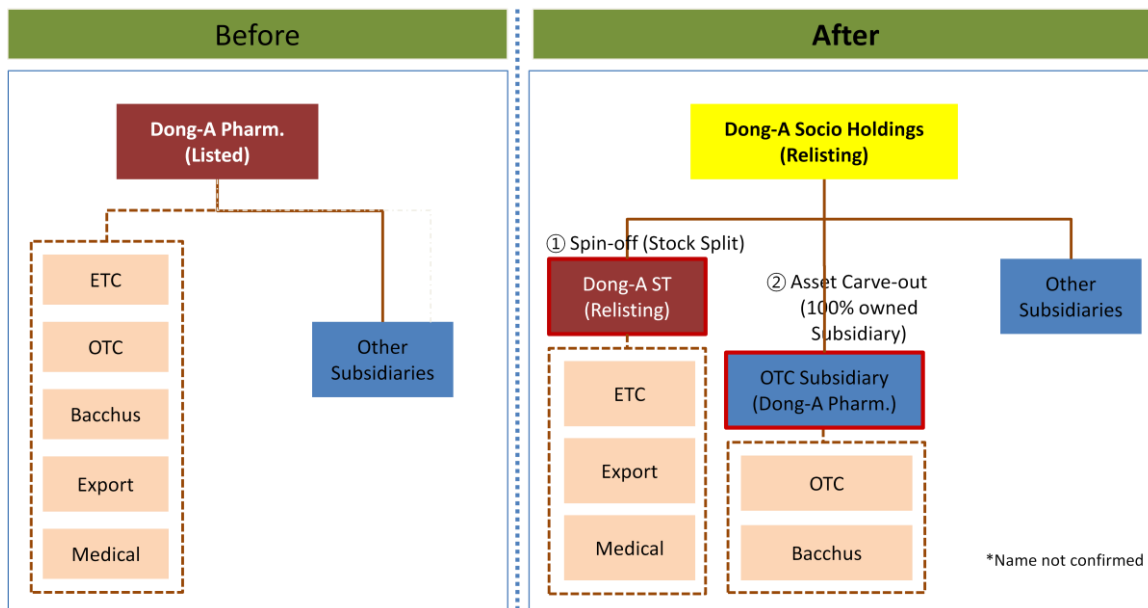 Before
Dong-A Pharm.
(Listed)
ETC
OTC
Bacchus
Export
Medical
Other
Subsidiaries
After
Dong-A Socio Holdings
(Relisting)
① Spin-off (Stock Split)
Dong-A ST
(Relisting)
ETC
Export
Medical
② Asset Carve-out
(100% owned
Subsidiary)
OTC Subsidiary
(Dong-A Pharm.)
OTC
Bacchus
Other
Subsidiaries
*Name not confirmed